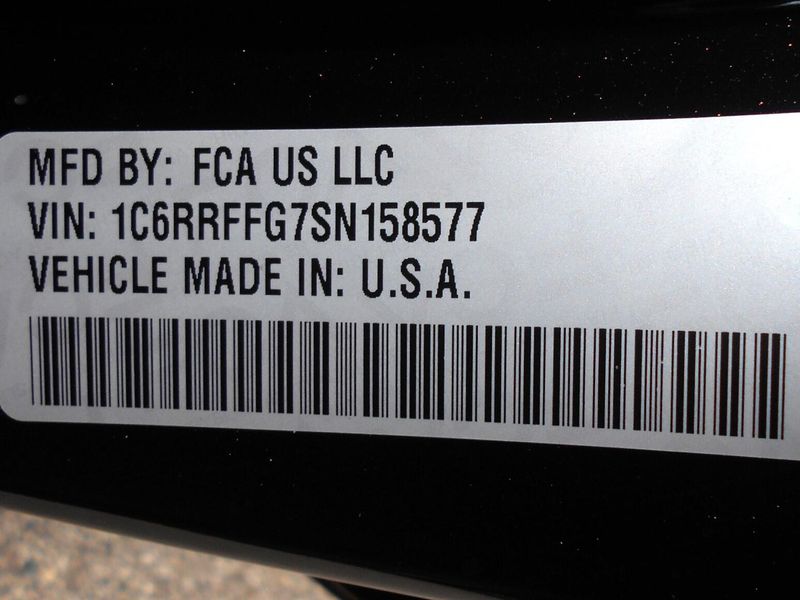 MFD BY: FCA US LLC
VIN: 1C6RRFFG7SN158577
VEHICLE MADE IN: U.S.A.